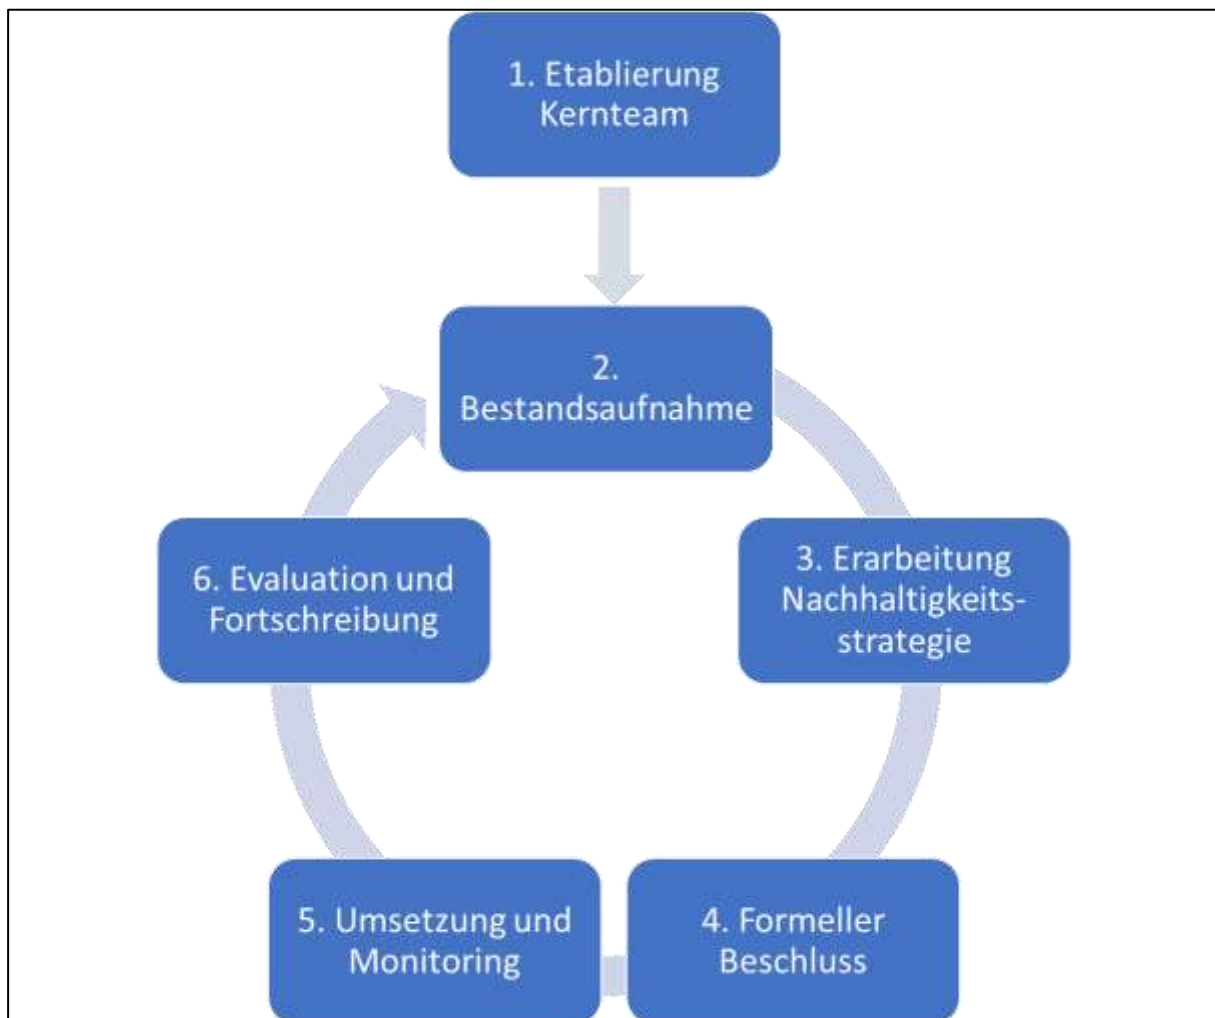 1. Etablierung
Kernteam
2.
Bestandsaufnahme
3. Erarbeitung
Nachhaltigkeits-
strategie
4. Formeller
Beschluss
5. Umsetzung und
Monitoring
6. Evaluation und
Fortschreibung